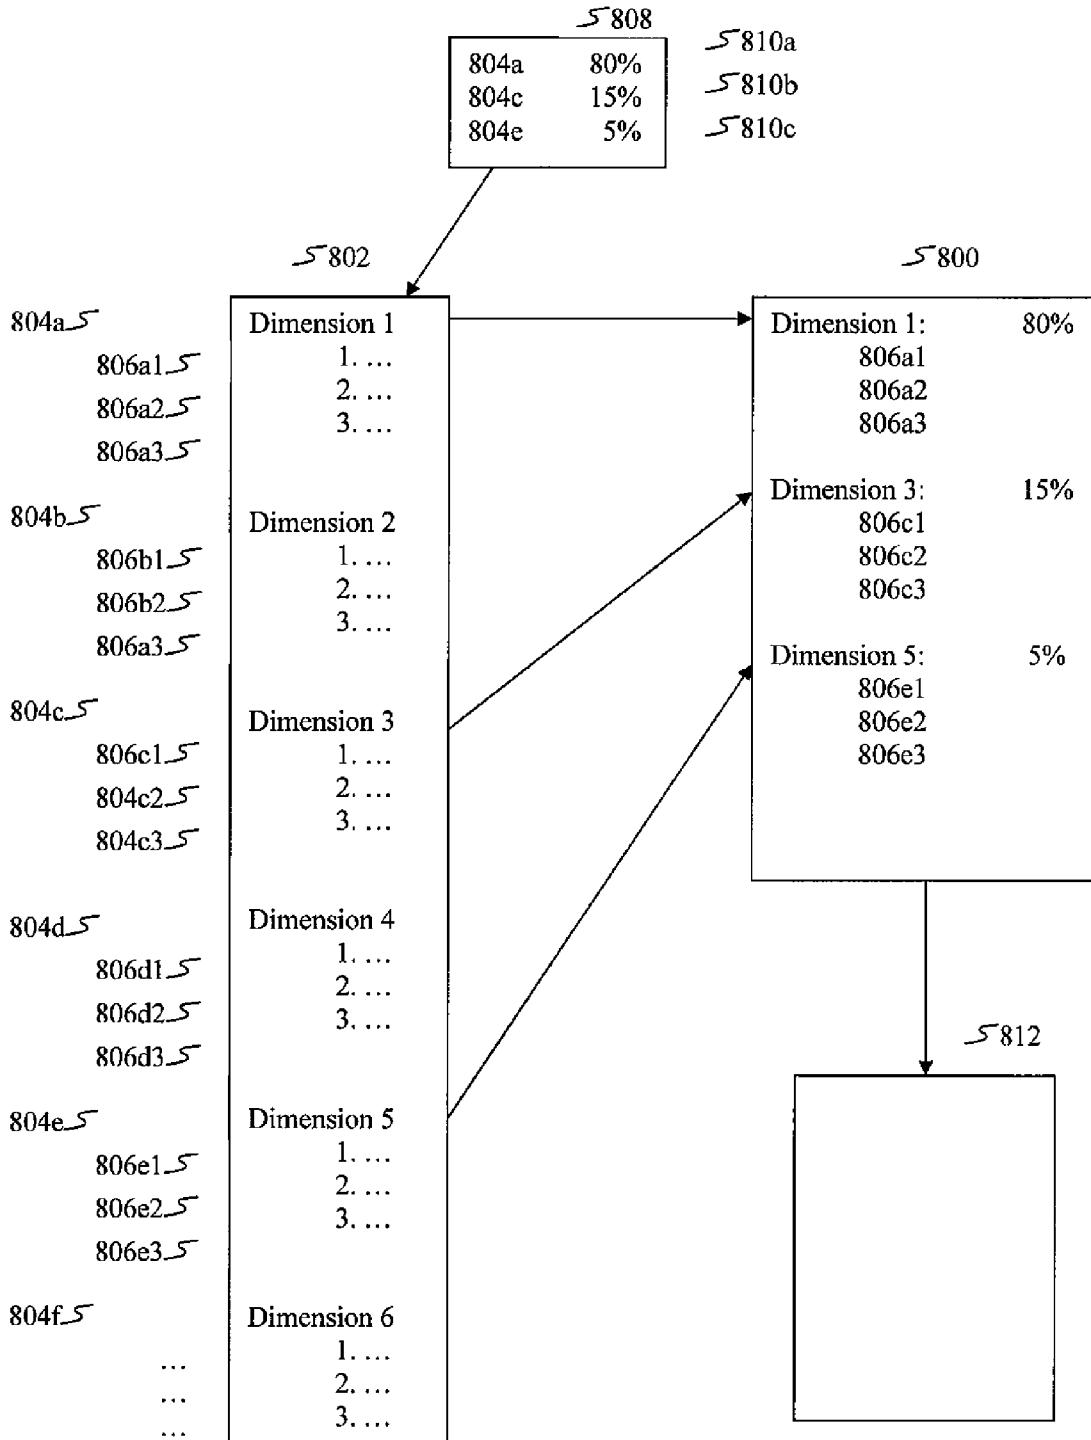 808
804a 80%
804c 15%
804e 5%
810a
810b
810c
802
800
804a
806a1
806a2
806a3
804b
806b1
806b2
806a3
804c
806c1
804c2
804c3
804d
806d1
806d2
806d3
804e
806e1
806e2
806e3
804f
...
...
...
Dimension 1
1. ...
2. ...
3. ...
Dimension 2
1. ...
2. ...
3. ...
Dimension 3
1. ...
2. ...
3. ...
Dimension 4
1. ...
2. ...
3. ...
Dimension 5
1. ...
2. ...
3. ...
Dimension 6
1. ...
2. ...
3. ...
Dimension 1: 80%
806a1
806a2
806a3
Dimension 3: 15%
806c1
806c2
806c3
Dimension 5: 5%
806e1
806e2
806e3
812